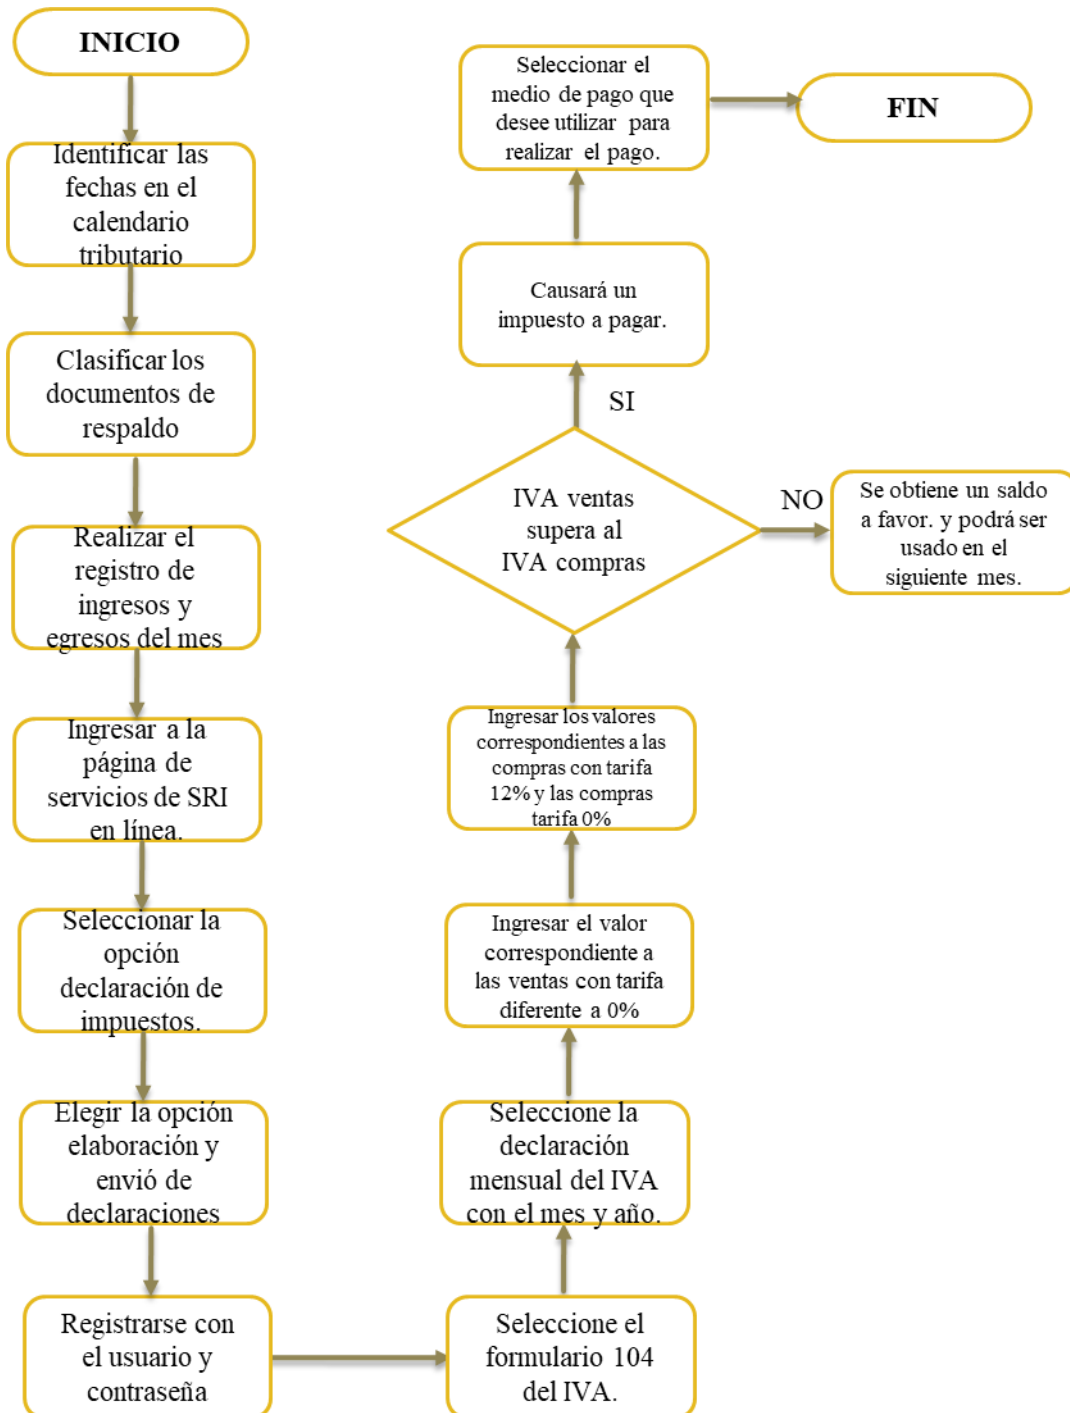 INICIO
Identificar las
fechas en el
calendario
tributario
Clasificar los
documentos de
respaldo
Realizar el
registro de
ingresos y
egresos del mes
Ingresar a la
página de
servicios de SRI
en línea.
Seleccionar la
opción
declaración de
impuestos.
Elegir la opción
elaboración y
envió de
declaraciones
Registrarse con
el usuario y
contraseña
Seleccione el
formulario 104
del IVA.
Seleccione la
declaración
mensual del IVA
con el mes y año.
Ingresar el valor
correspondiente a
las ventas con tarifa
diferente a 0%
Ingresar los valores
correspondientes a las
compras con tarifa
12% y las compras
tarifa 0%
IVA ventas
supera al
IVA compras
NO
Se obtiene un saldo
a favor. y podrá ser
usado en el
siguiente mes.
SI
Causará un
impuesto a pagar.
Seleccionar el
medio de pago que
desee utilizar para
realizar el pago.
FIN